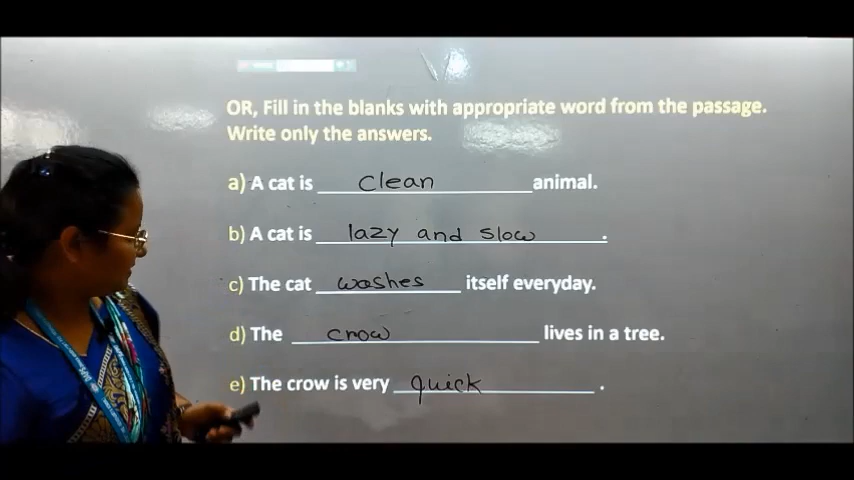 OR, Fill in the blanks with appropriate word from the passage.
Write only the answers.
a) A cat is clean animal.
b) A cat is lazy and slow .
c) The cat washes itself everyday.
d) The crow lives in a tree.
e) The crow is very quick .